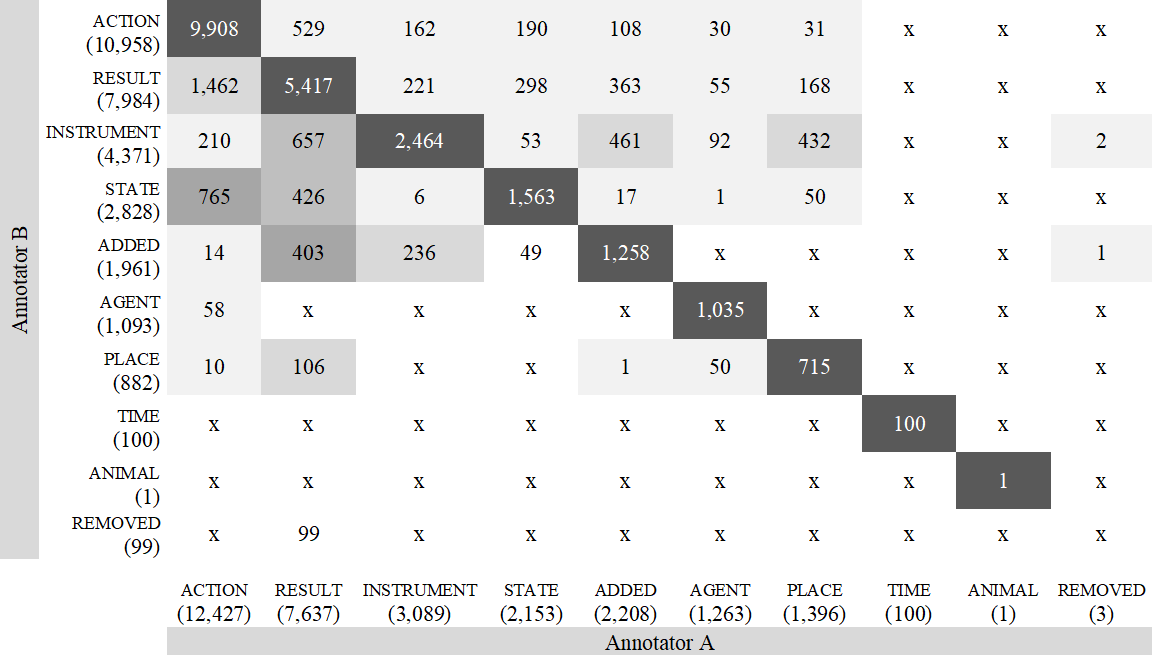 Annotator B
ACTION 9,908 529 162 190 108 30 31 x x x
(10,958)
RESULT 1,462 5,417 221 298 363 55 168 x x x
(7,984)
INSTRUMENT 210 657 2,464 53 461 92 432 x x 2
(4,371)
STATE 765 426 6 1,563 17 1 50 x x x
(2,828)
ADDED 14 403 236 49 1,258 x x x x 1
(1,961)
AGENT 58 x x x x 1,035 x x x x
(1,093)
PLACE 10 106 x x 1 50 715 x x x
(882)
TIME x x x x x x x 100 x x
(100)
ANIMAL x x x x x x x x 1 x
(1)
REMOVED x 99 x x x x x x x x
(99)
ACTION RESULT INSTRUMENT STATE ADDED AGENT PLACE TIME ANIMAL REMOVED
(12,427) (7,637) (3,089) (2,153) (2,208) (1,263) (1,396) (100) (1) (3)
Annotator A